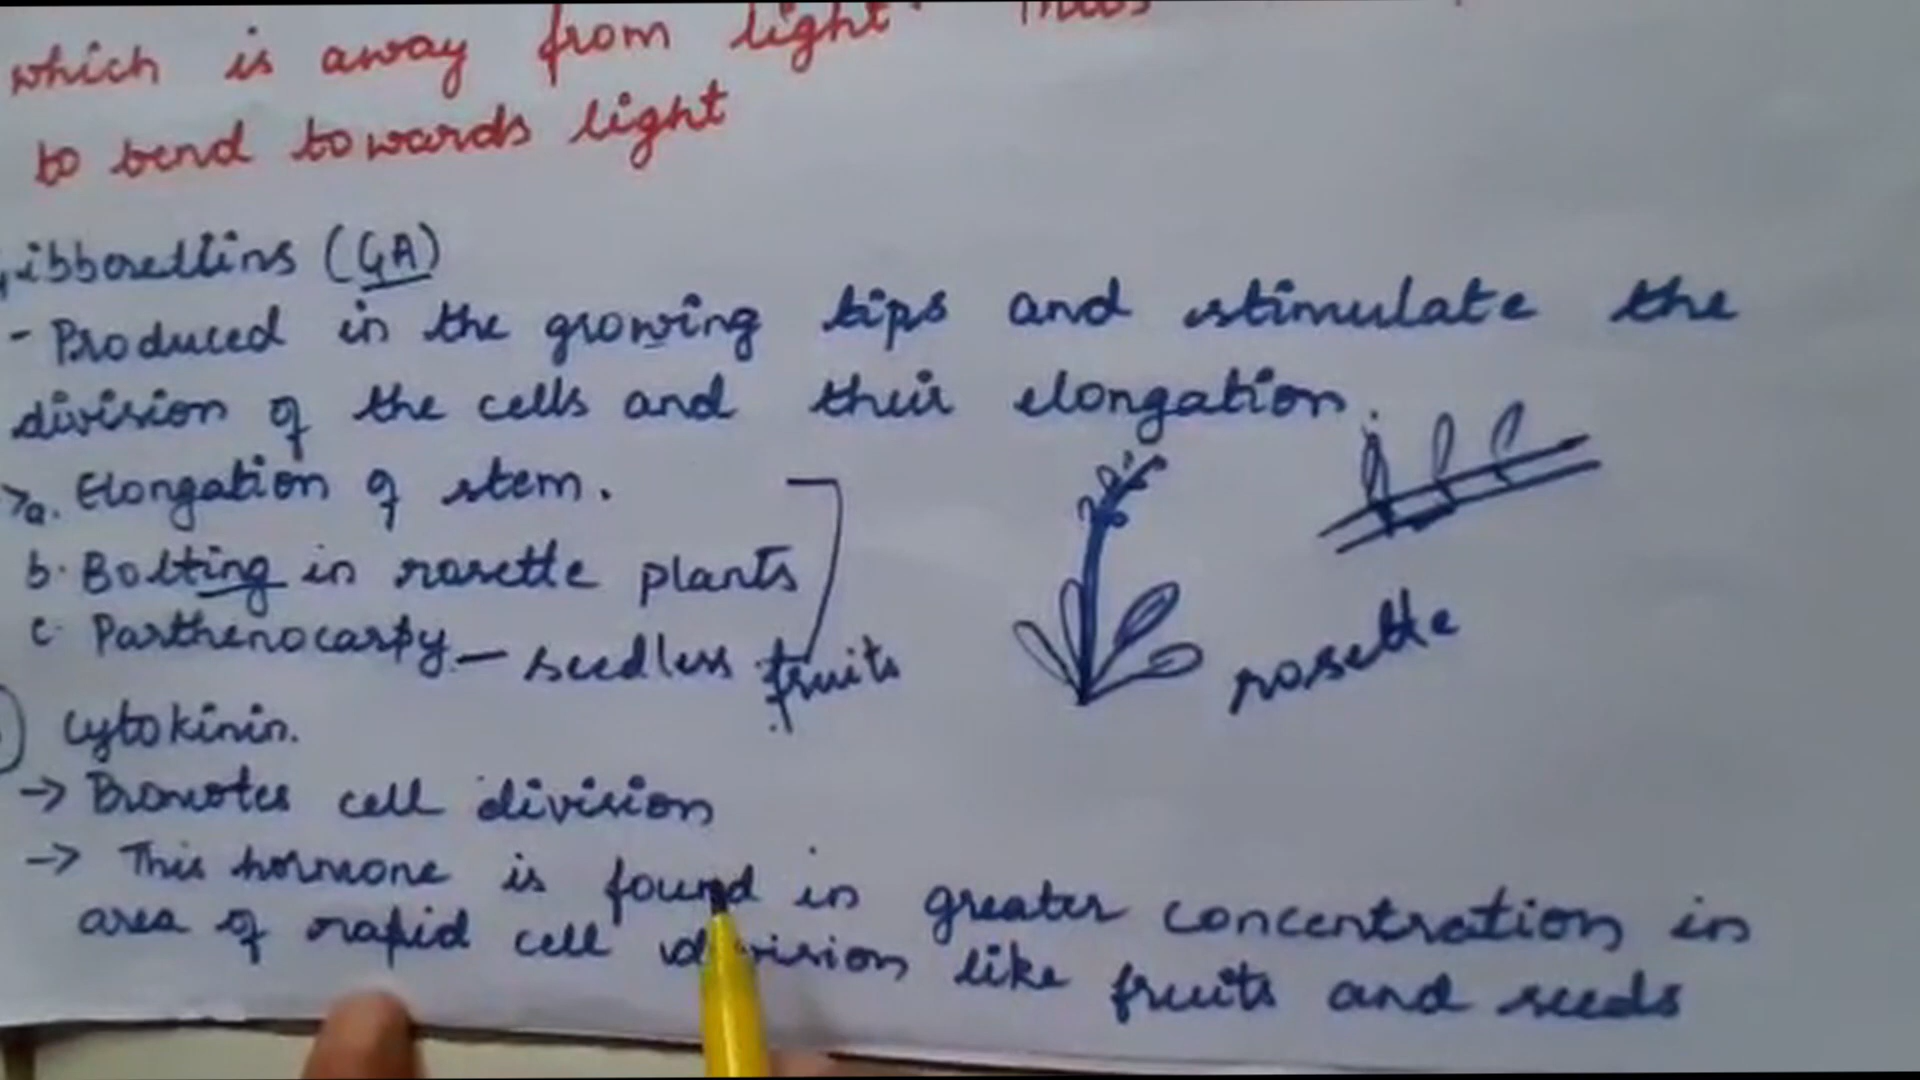 which is away from light
to bend towards light
ibberellins (GA)
- Produced in the growing tips and stimulate the
division of the cells and their elongation.
a. Elongation of stem.
b. Bolting in rosette plants
c. Parthenocarpy - seedless fruits
rosette
Cytokinin.
→ Promotes cell division
→ This hormone is found in greater concentration in
area of rapid cell division like fruits and seeds